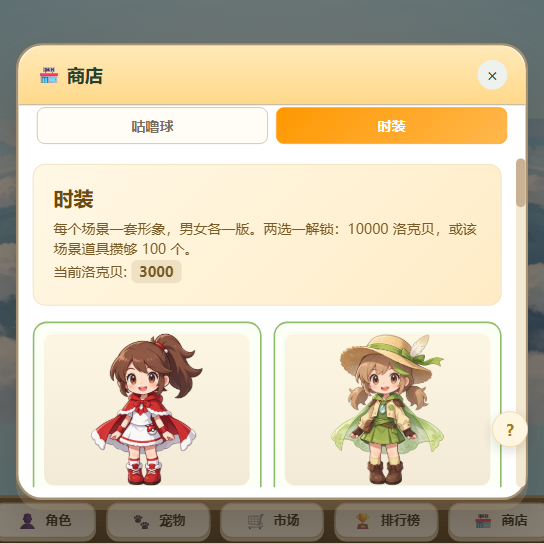 商店
×
咕噜球
时装
时装
每个场景一套形象，男女各一版。两选一解锁：10000 洛克贝，或该
场景道具攒够 100 个。
当前洛克贝: 3000
?
角色
宠物
市场
排行榜
商店